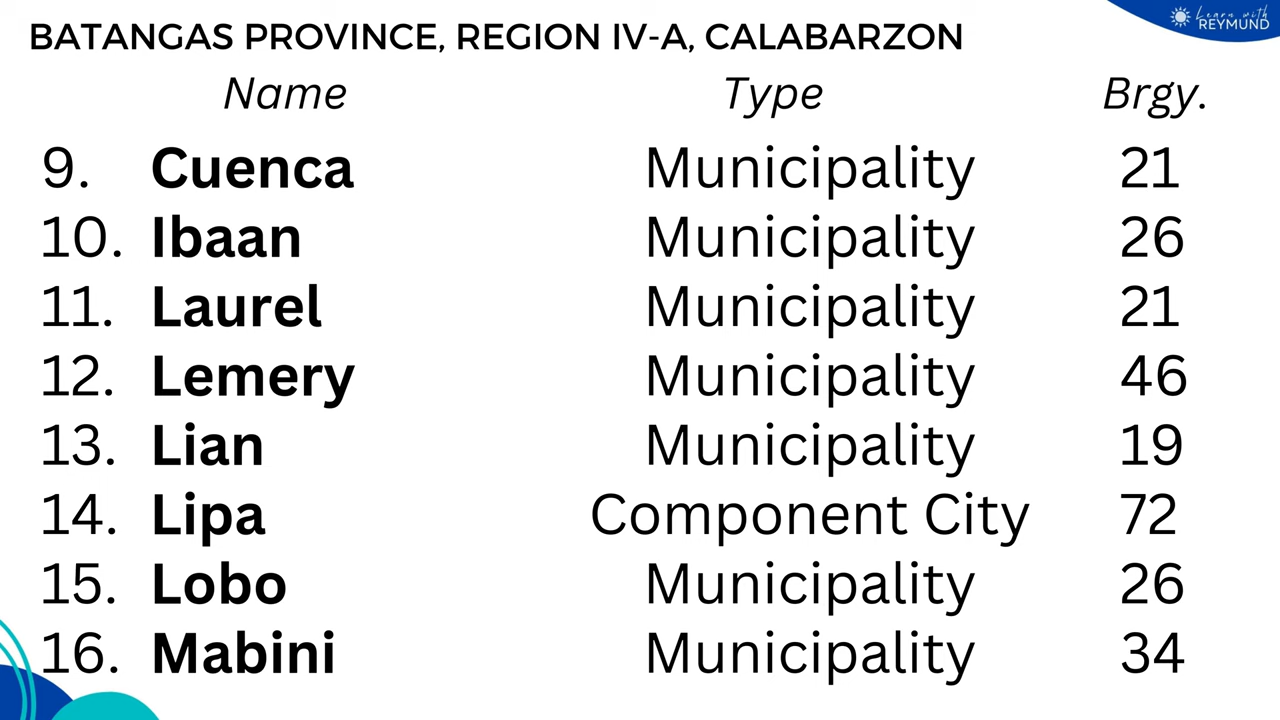 BATANGAS PROVINCE, REGION IV-A, CALABARZON
Learn with
REYMUND
Name Type Brgy.
9. Cuenca Municipality 21
10. Ibaan Municipality 26
11. Laurel Municipality 21
12. Lemery Municipality 46
13. Lian Municipality 19
14. Lipa Component City 72
15. Lobo Municipality 26
16. Mabini Municipality 34